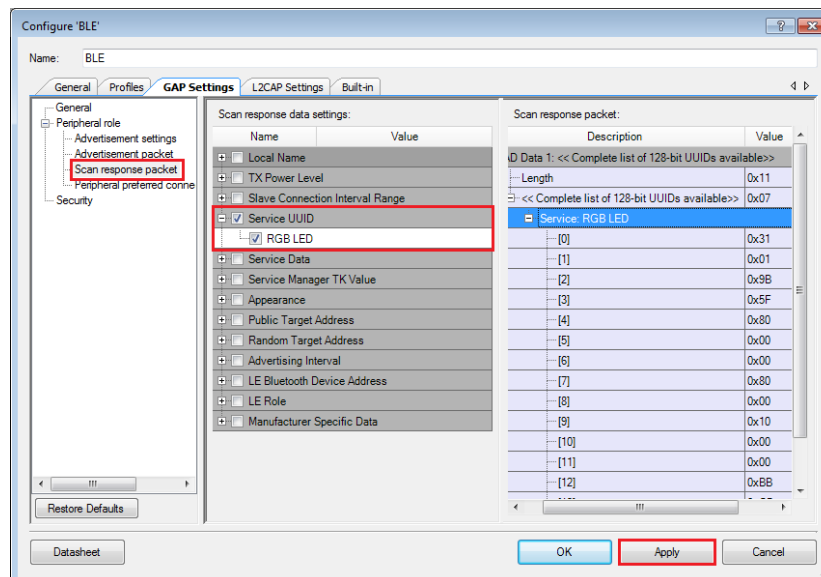 Configure 'BLE'
Name: BLE
General Profiles GAP Settings L2CAP Settings Built-in
General
Peripheral role
Advertisement settings
Advertisement packet
Scan response packet
Peripheral preferred conne
Security
Restore Defaults
Scan response data settings:
Name Value
Local Name
TX Power Level
Slave Connection Interval Range
Service UUID
RGB LED
Service Data
Service Manager TK Value
Appearance
Public Target Address
Random Target Address
Advertising Interval
LE Bluetooth Device Address
LE Role
Manufacturer Specific Data
Scan response packet:
Description Value
AD Data 1: << Complete list of 128-bit UUIDs available>>
Length 0x11
<< Complete list of 128-bit UUIDs available>> 0x07
Service: RGB LED
[0] 0x31
[1] 0x01
[2] 0x9B
[3] 0x5F
[4] 0x80
[5] 0x00
[6] 0x00
[7] 0x80
[8] 0x00
[9] 0x10
[10] 0x00
[11] 0x00
[12] 0xBB
Datasheet OK Apply Cancel